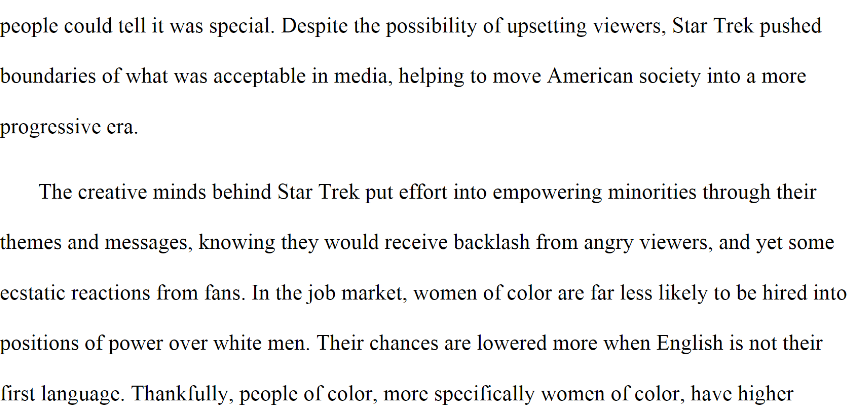 people could tell it was special. Despite the possibility of upsetting viewers, Star Trek pushed
boundaries of what was acceptable in media, helping to move American society into a more
progressive era.
The creative minds behind Star Trek put effort into empowering minorities through their
themes and messages, knowing they would receive backlash from angry viewers, and yet some
ecstatic reactions from fans. In the job market, women of color are far less likely to be hired into
positions of power over white men. Their chances are lowered more when English is not their
first language. Thankfully, people of color, more specifically women of color, have higher